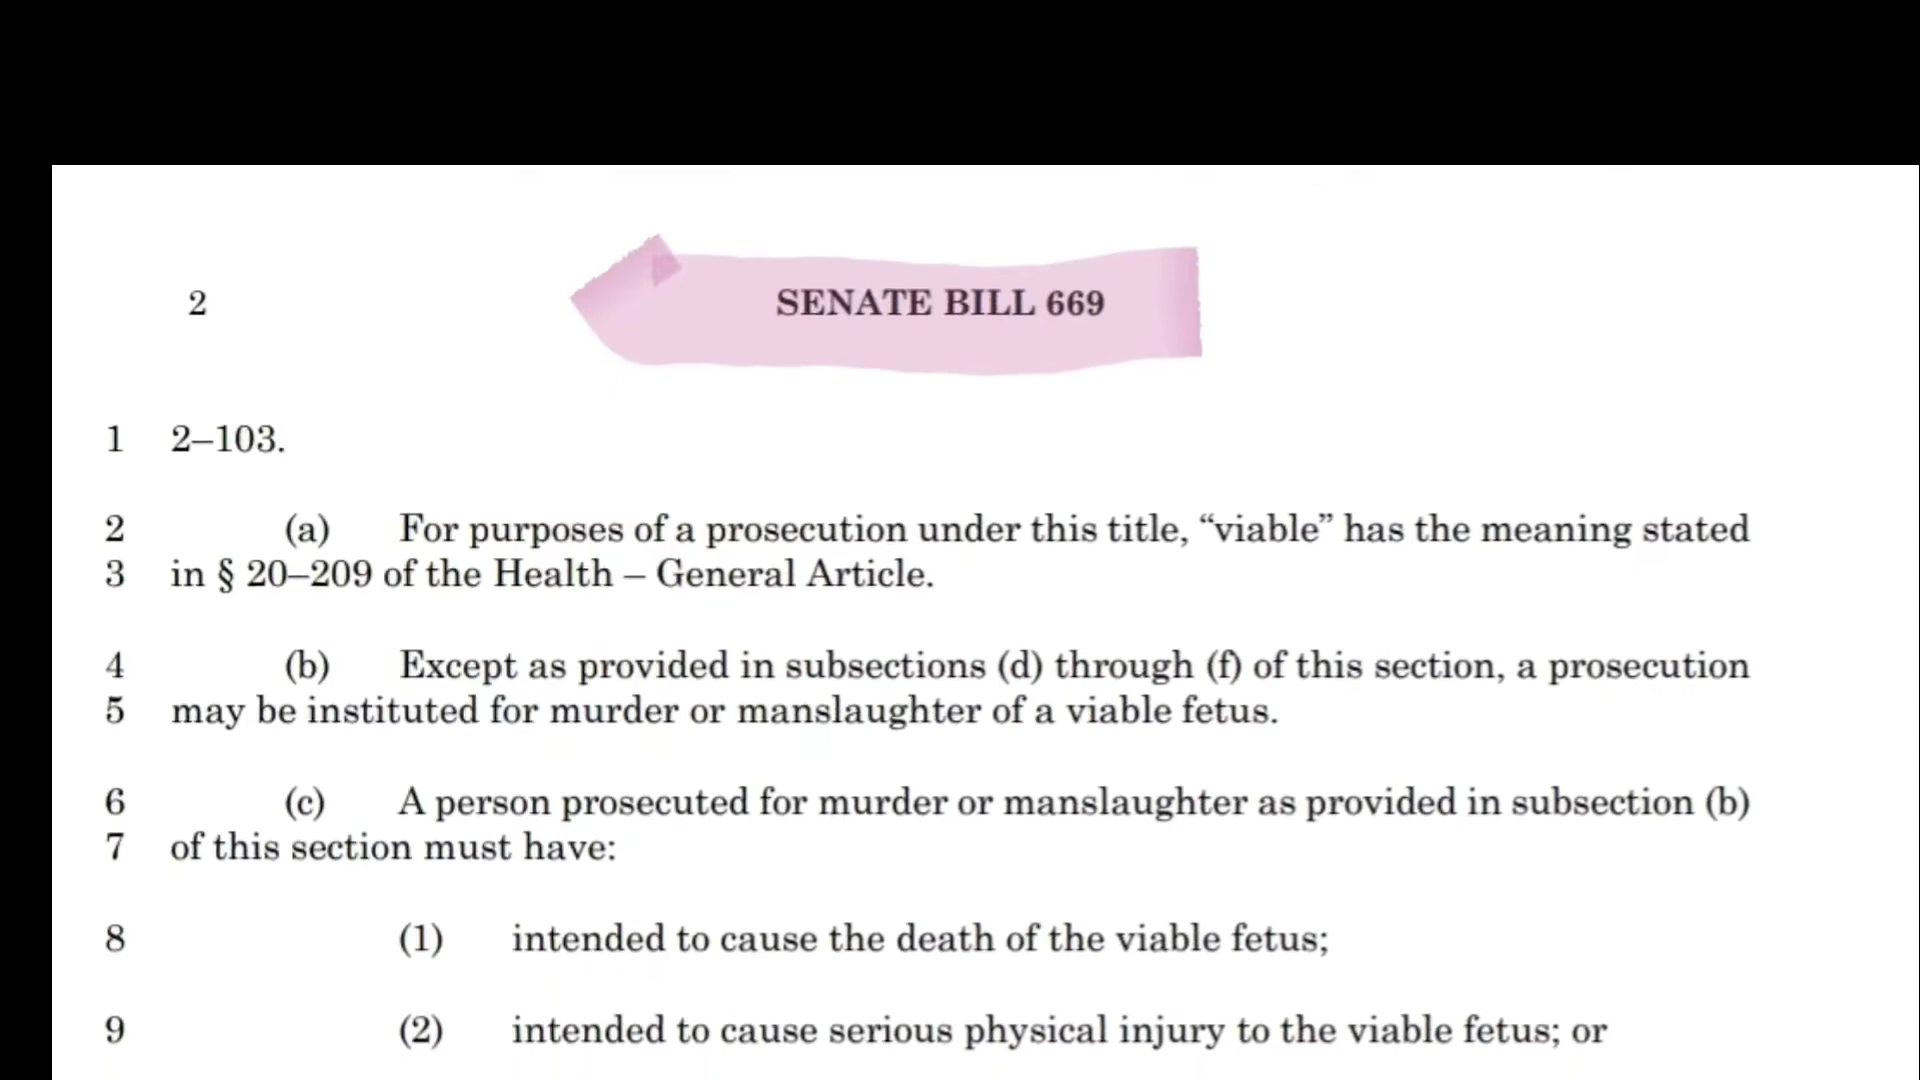 2 SENATE BILL 669
1 2–103.
2 (a) For purposes of a prosecution under this title, “viable” has the meaning stated
3 in § 20–209 of the Health – General Article.
4 (b) Except as provided in subsections (d) through (f) of this section, a prosecution
5 may be instituted for murder or manslaughter of a viable fetus.
6 (c) A person prosecuted for murder or manslaughter as provided in subsection (b)
7 of this section must have:
8 (1) intended to cause the death of the viable fetus;
9 (2) intended to cause serious physical injury to the viable fetus; or